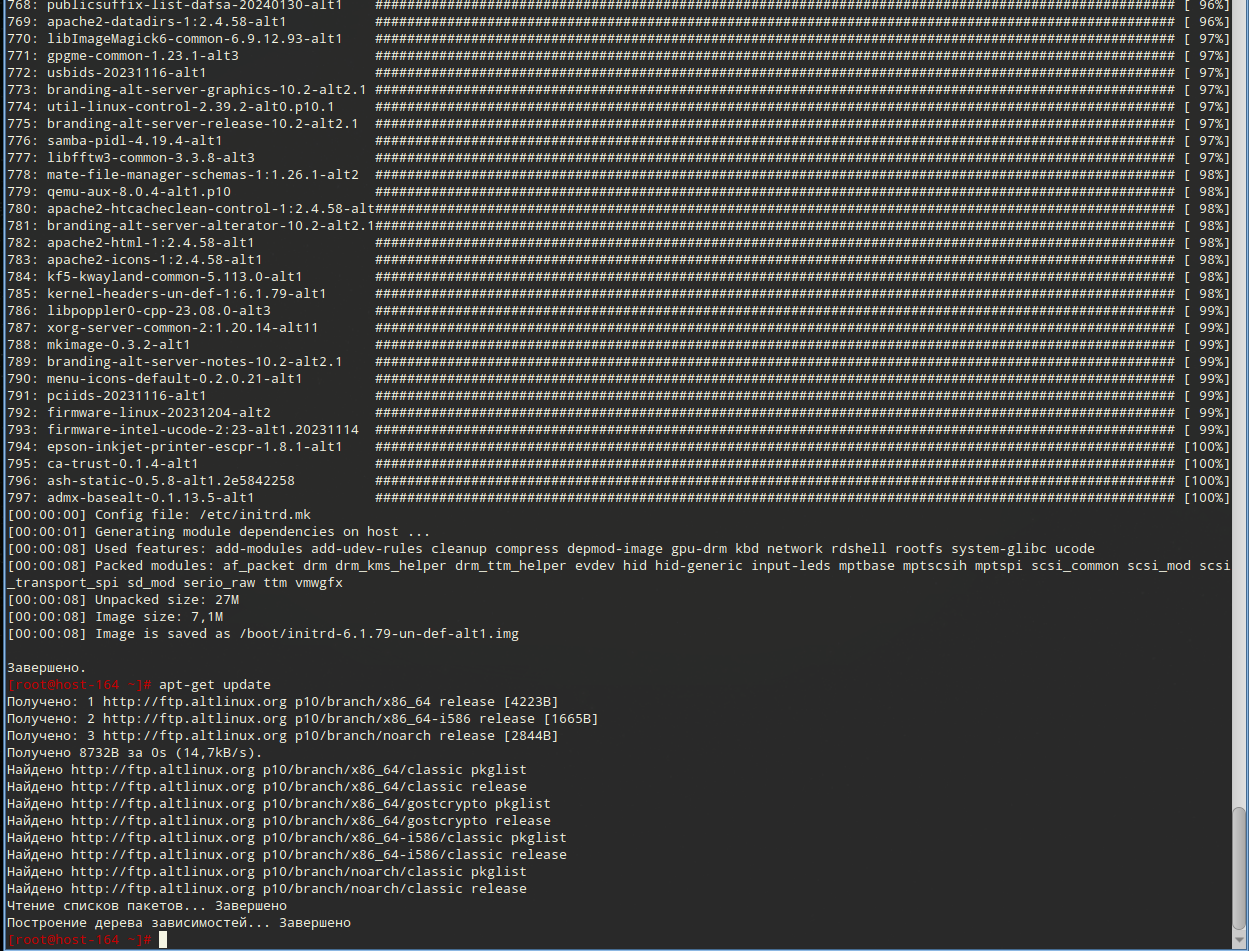 768: publicsuffix-list-dafsa-20240130-alt1    #################################################################################################### [ 96%]
769: apache2-datadirs-1:2.4.58-alt1           #################################################################################################### [ 96%]
770: libImageMagick6-common-6.9.12.93-alt1    #################################################################################################### [ 97%]
771: gpgme-common-1.23.1-alt3                 #################################################################################################### [ 97%]
772: usbids-20231116-alt1                     #################################################################################################### [ 97%]
773: branding-alt-server-graphics-10.2-alt2.1 #################################################################################################### [ 97%]
774: util-linux-control-2.39.2-alt0.p10.1     #################################################################################################### [ 97%]
775: branding-alt-server-release-10.2-alt2.1  #################################################################################################### [ 97%]
776: samba-pidl-4.19.4-alt1                   #################################################################################################### [ 97%]
777: libfftw3-common-3.3.8-alt3               #################################################################################################### [ 97%]
778: mate-file-manager-schemas-1:1.26.1-alt2  #################################################################################################### [ 98%]
779: qemu-aux-8.0.4-alt1.p10                  #################################################################################################### [ 98%]
780: apache2-htcacheclean-control-1:2.4.58-alt#################################################################################################### [ 98%]
781: branding-alt-server-alterator-10.2-alt2.1#################################################################################################### [ 98%]
782: apache2-html-1:2.4.58-alt1               #################################################################################################### [ 98%]
783: apache2-icons-1:2.4.58-alt1              #################################################################################################### [ 98%]
784: kf5-kwayland-common-5.113.0-alt1         #################################################################################################### [ 98%]
785: kernel-headers-un-def-1:6.1.79-alt1      #################################################################################################### [ 98%]
786: libpoppler0-cpp-23.08.0-alt3             #################################################################################################### [ 99%]
787: xorg-server-common-2:1.20.14-alt11       #################################################################################################### [ 99%]
788: mkimage-0.3.2-alt1                       #################################################################################################### [ 99%]
789: branding-alt-server-notes-10.2-alt2.1    #################################################################################################### [ 99%]
790: menu-icons-default-0.2.0.21-alt1         #################################################################################################### [ 99%]
791: pciids-20231116-alt1                     #################################################################################################### [ 99%]
792: firmware-linux-20231204-alt2             #################################################################################################### [ 99%]
793: firmware-intel-ucode-2:23-alt1.20231114  #################################################################################################### [ 99%]
794: epson-inkjet-printer-escpr-1.8.1-alt1    #################################################################################################### [100%]
795: ca-trust-0.1.4-alt1                      #################################################################################################### [100%]
796: ash-static-0.5.8-alt1.2e5842258          #################################################################################################### [100%]
797: admx-basealt-0.1.13.5-alt1               #################################################################################################### [100%]
[00:00:00] Config file: /etc/initrd.mk
[00:00:01] Generating module dependencies on host ...
[00:00:08] Used features: add-modules add-udev-rules cleanup compress depmod-image gpu-drm kbd network rdshell rootfs system-glibc ucode
[00:00:08] Packed modules: af_packet drm drm_kms_helper drm_ttm_helper evdev hid hid-generic input-leds mptbase mptscsih mptspi scsi_common scsi_mod scsi
_transport_spi sd_mod serio_raw ttm vmwgfx
[00:00:08] Unpacked size: 27M
[00:00:08] Image size: 7,1M
[00:00:08] Image is saved as /boot/initrd-6.1.79-un-def-alt1.img
Завершено.
[root@host-164 ~]# apt-get update
Получено: 1 http://ftp.altlinux.org p10/branch/x86_64 release [4223B]
Получено: 2 http://ftp.altlinux.org p10/branch/x86_64-i586 release [1665B]
Получено: 3 http://ftp.altlinux.org p10/branch/noarch release [2844B]
Получено 8732B за 0s (14,7kB/s).
Найдено http://ftp.altlinux.org p10/branch/x86_64/classic pkglist
Найдено http://ftp.altlinux.org p10/branch/x86_64/classic release
Найдено http://ftp.altlinux.org p10/branch/x86_64/gostcrypto pkglist
Найдено http://ftp.altlinux.org p10/branch/x86_64/gostcrypto release
Найдено http://ftp.altlinux.org p10/branch/x86_64-i586/classic pkglist
Найдено http://ftp.altlinux.org p10/branch/x86_64-i586/classic release
Найдено http://ftp.altlinux.org p10/branch/noarch/classic pkglist
Найдено http://ftp.altlinux.org p10/branch/noarch/classic release
Чтение списков пакетов... Завершено
Построение дерева зависимостей... Завершено
[root@host-164 ~]#